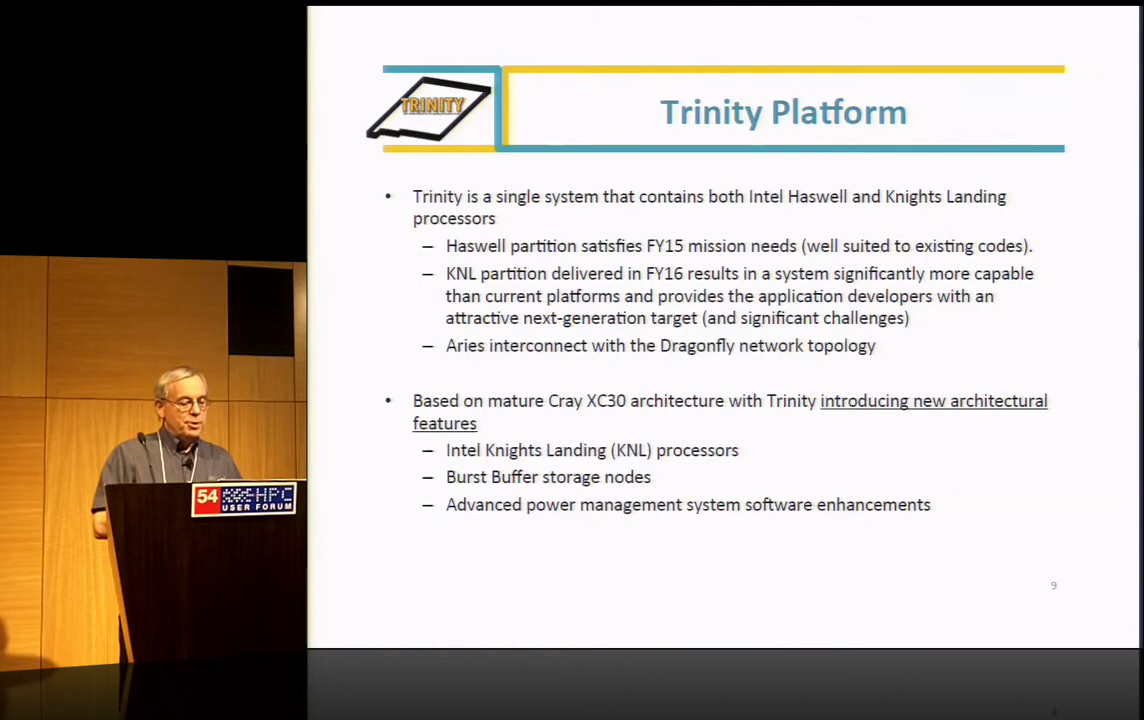 TRINITY
Trinity Platform
• Trinity is a single system that contains both Intel Haswell and Knights Landing
processors
– Haswell partition satisfies FY15 mission needs (well suited to existing codes).
– KNL partition delivered in FY16 results in a system significantly more capable
than current platforms and provides the application developers with an
attractive next-generation target (and significant challenges)
– Aries interconnect with the Dragonfly network topology
• Based on mature Cray XC30 architecture with Trinity introducing new architectural
features
– Intel Knights Landing (KNL) processors
– Burst Buffer storage nodes
– Advanced power management system software enhancements
9
54 HPC
USER FORUM